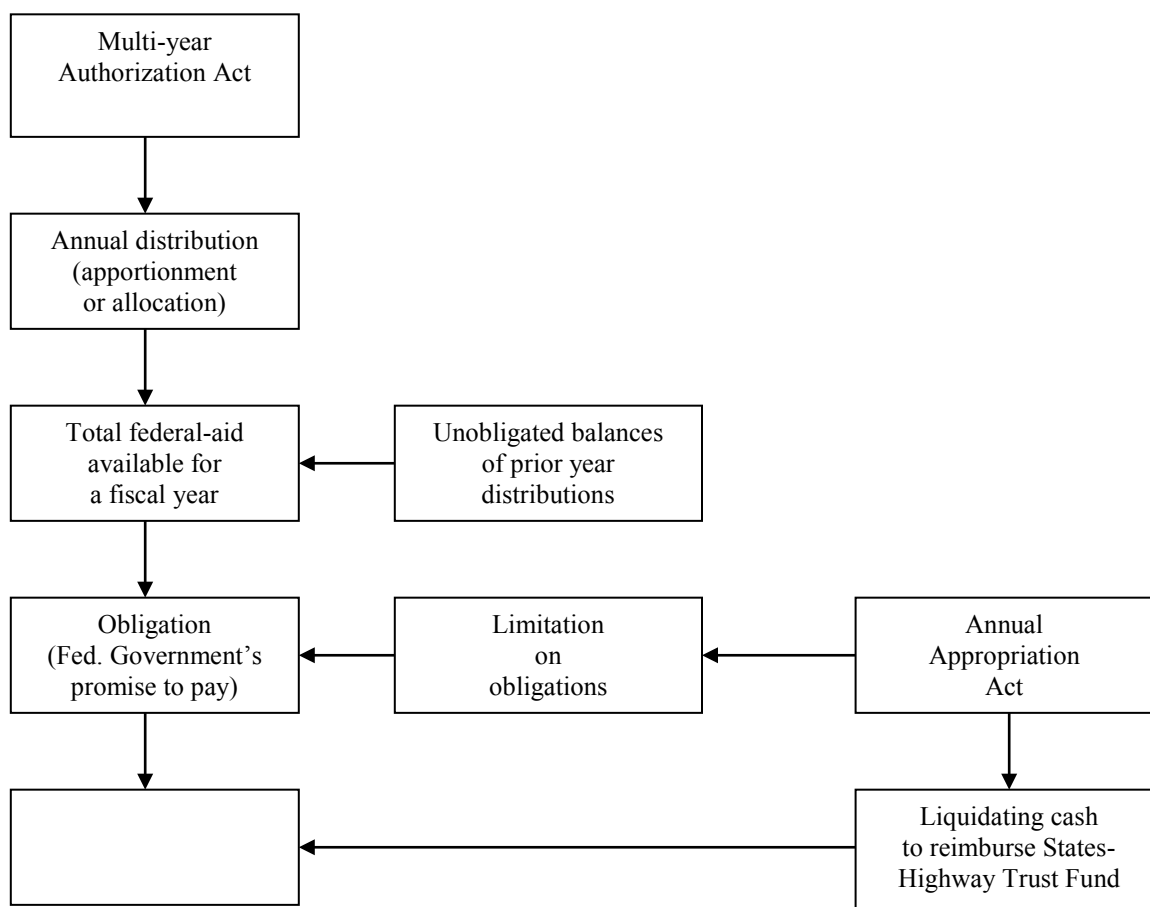 Multi-year
Authorization Act
Annual distribution
(apportionment
or allocation)
Total federal-aid
available for
a fiscal year
Unobligated balances
of prior year
distributions
Obligation
(Fed. Government’s
promise to pay)
Limitation
on
obligations
Annual
Appropriation
Act
Liquidating cash
to reimburse States-
Highway Trust Fund